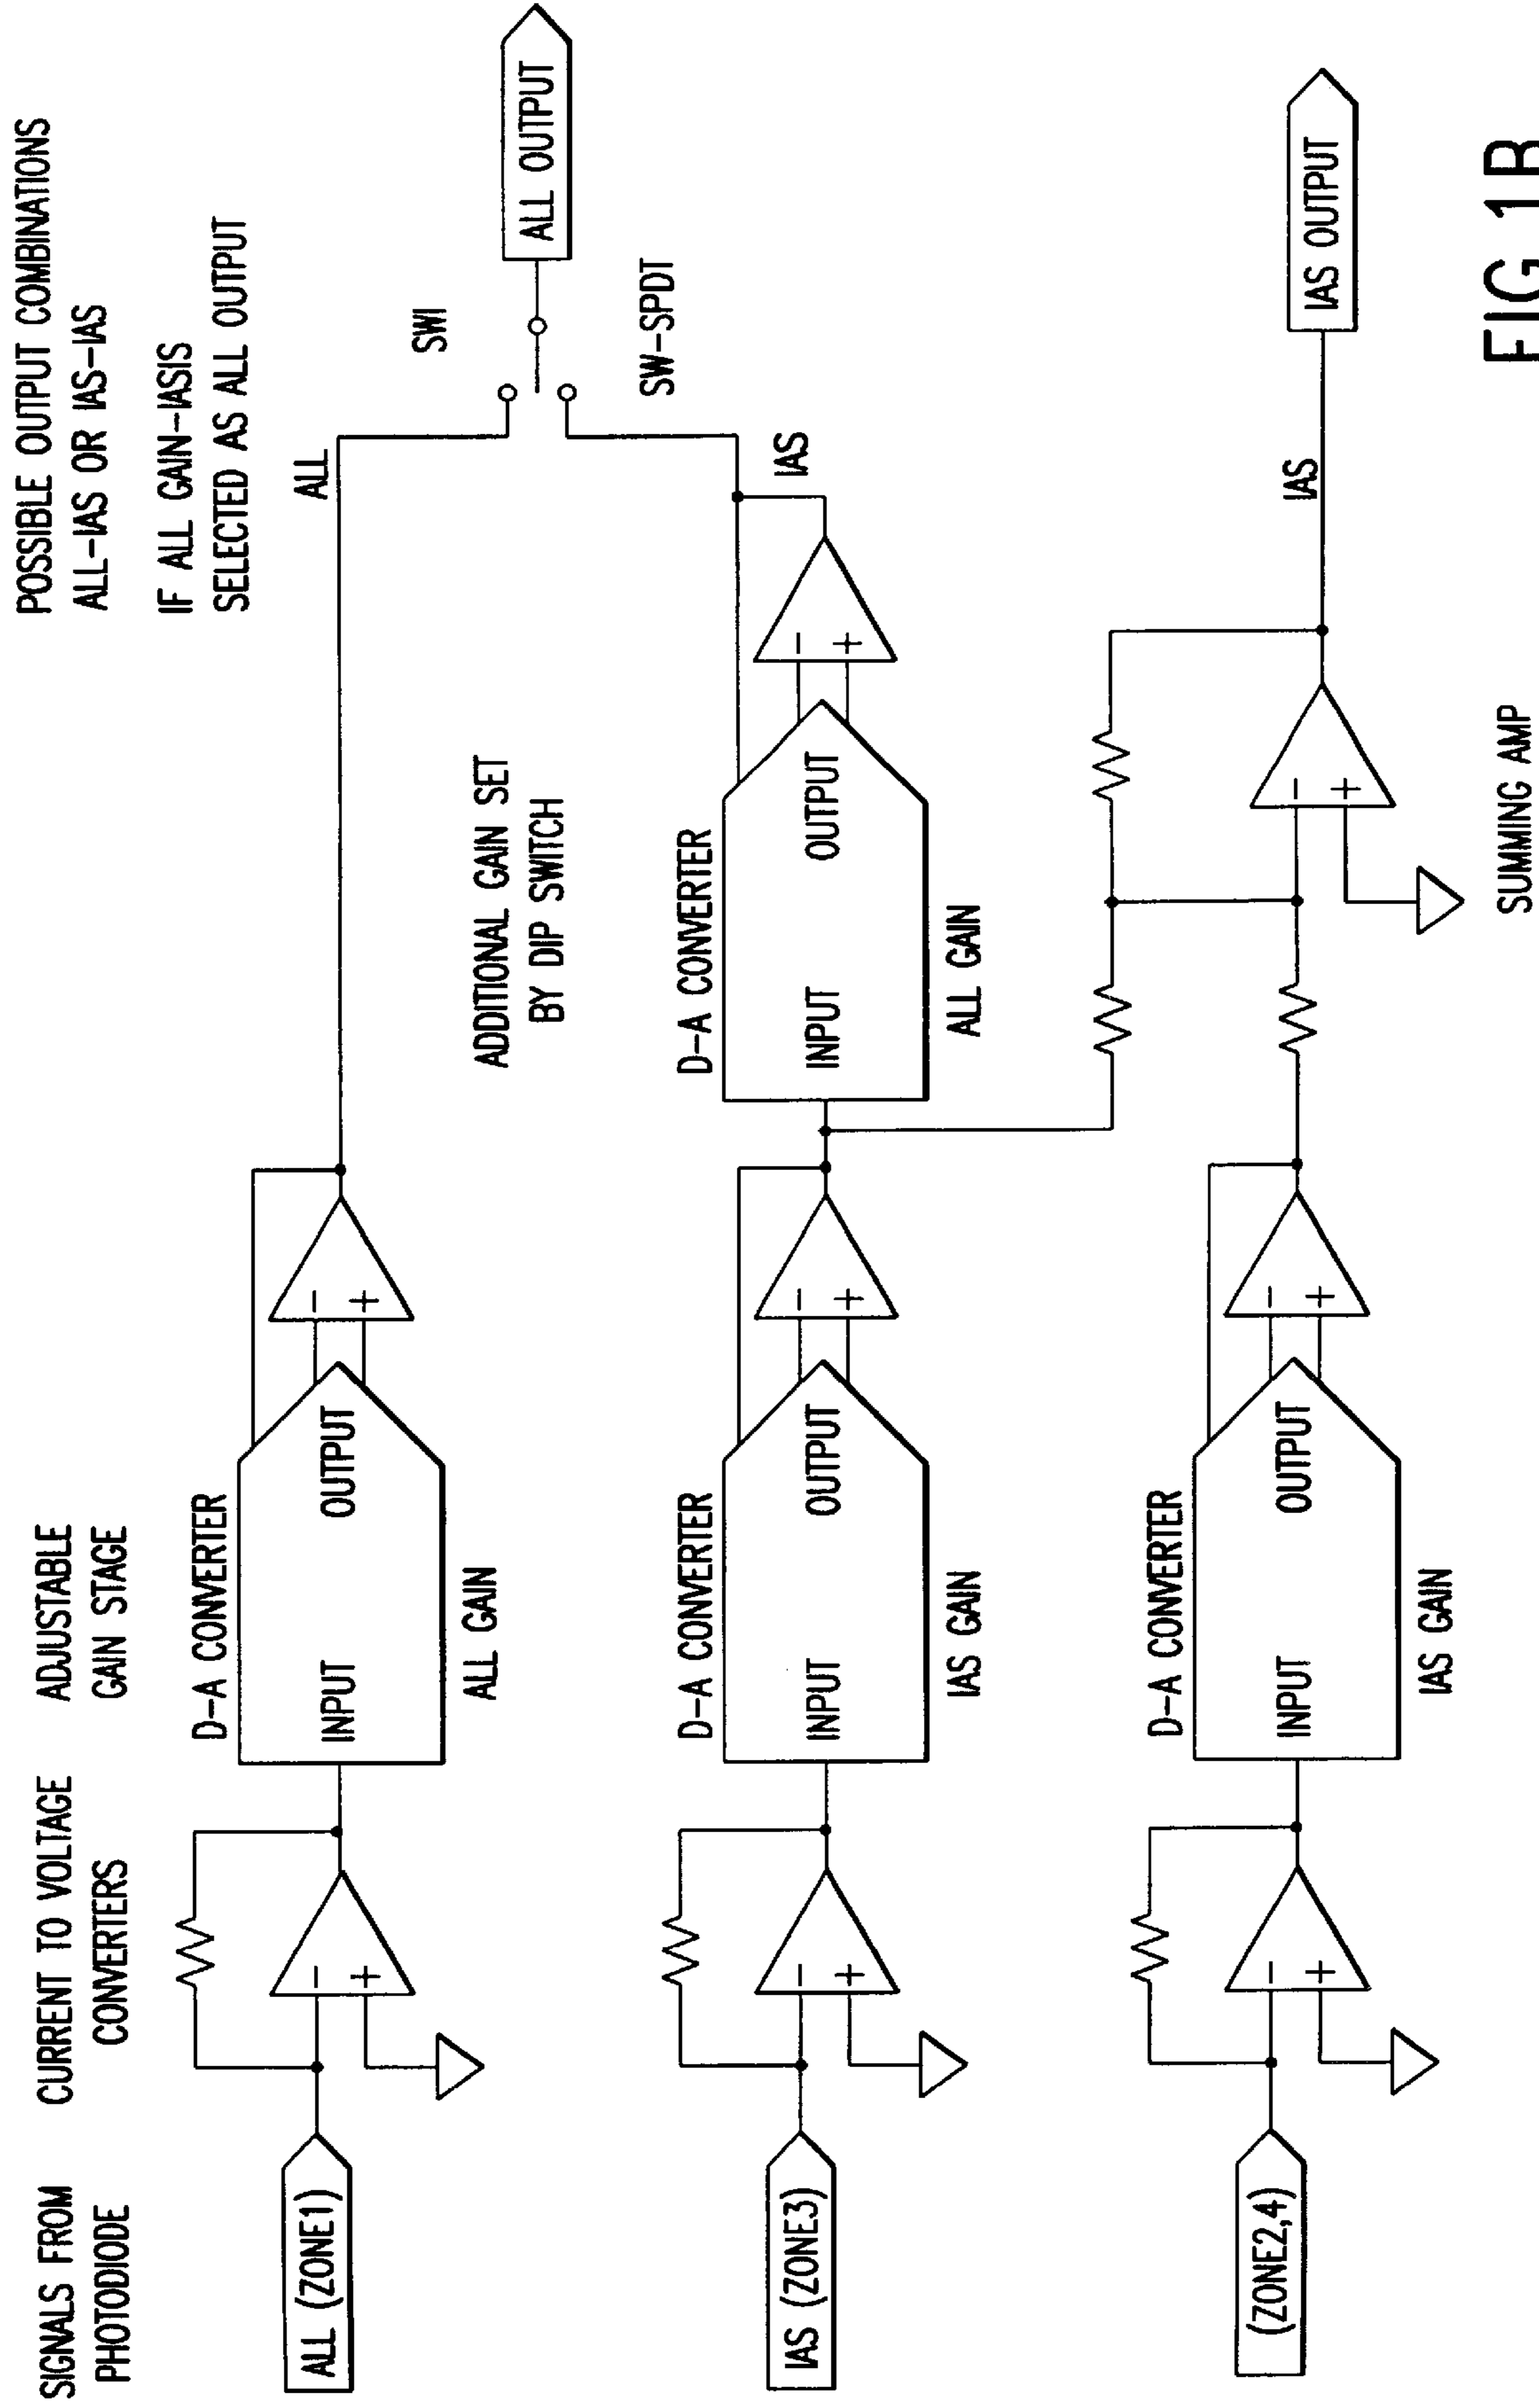 POSSIBLE OUTPUT COMBINATIONS
ALL-IAS OR IAS-IAS
IF ALL GAIN-IASIS
SELECTED AS ALL OUTPUT
SIGNALS FROM
PHOTODIODE
CURRENT TO VOLTAGE
CONVERTERS
ADJUSTABLE
GAIN STAGE
ALL (ZONE1)
-
+
D-A CONVERTER
INPUT
OUTPUT
ALL GAIN
-
+
ALL
SW1
ALL OUTPUT
SW-SPDT
ADDITIONAL GAIN SET
BY DIP SWITCH
IAS (ZONE3)
-
+
D-A CONVERTER
INPUT
OUTPUT
IAS GAIN
-
+
D-A CONVERTER
INPUT
OUTPUT
ALL GAIN
-
+
IAS
(ZONE2,4)
-
+
D-A CONVERTER
INPUT
OUTPUT
IAS GAIN
-
+
-
+
SUMMING AMP
IAS
IAS OUTPUT
FIG 1B